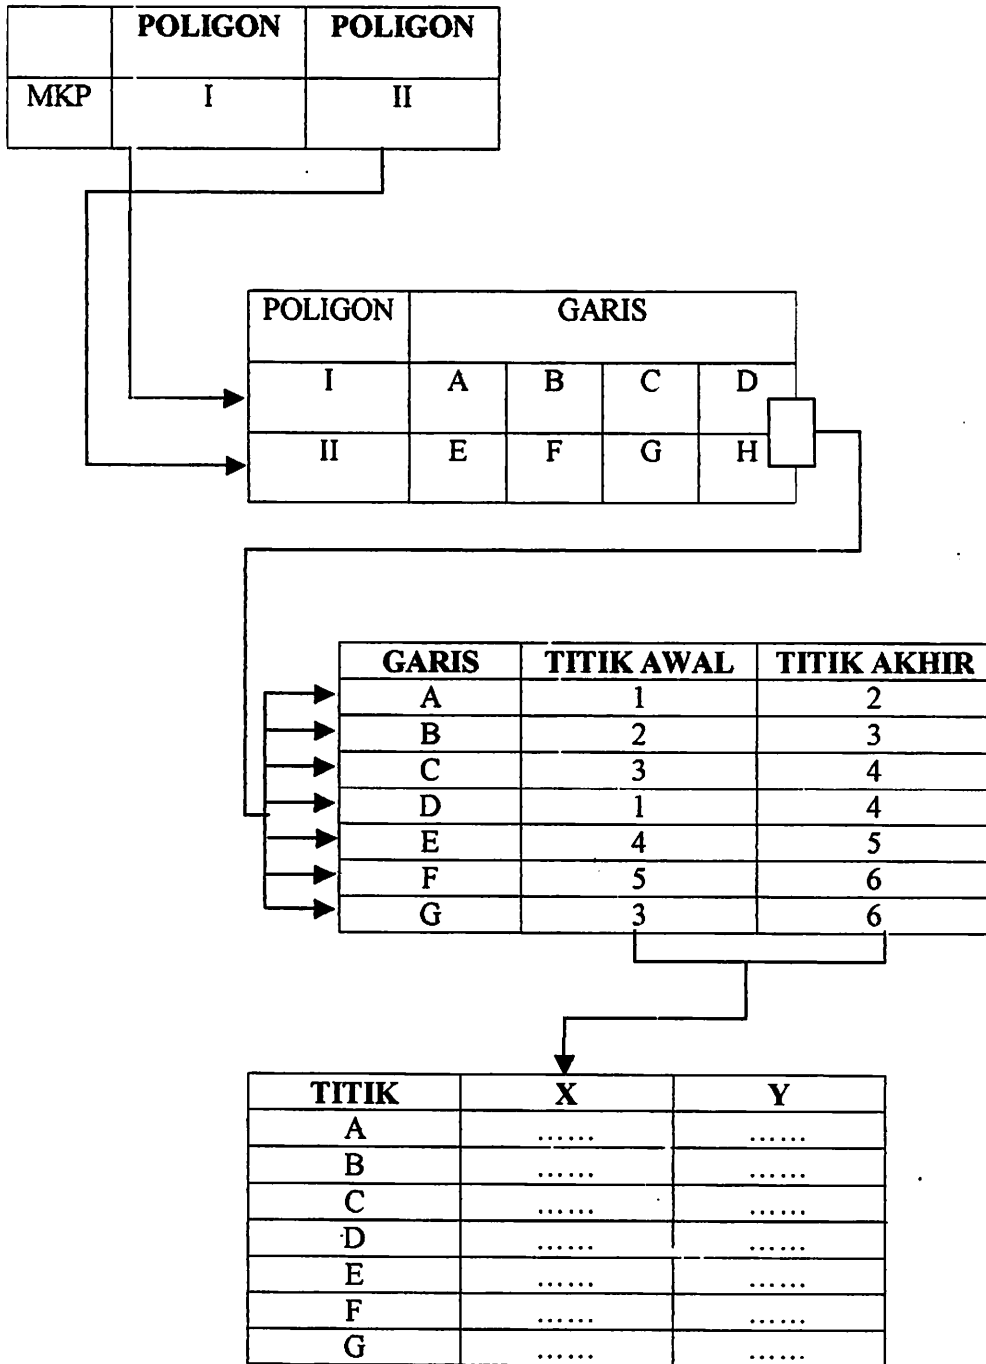 POLIGON POLIGON
MKP I II
POLIGON GARIS
I A B C D
II E F G H
GARIS TITIK AWAL TITIK AKHIR
A 1 2
B 2 3
C 3 4
D 1 4
E 4 5
F 5 6
G 3 6
TITIK X Y
A ...... ......
B ...... ......
C ...... ......
D ...... ......
E ...... ......
F ...... ......
G ...... ......